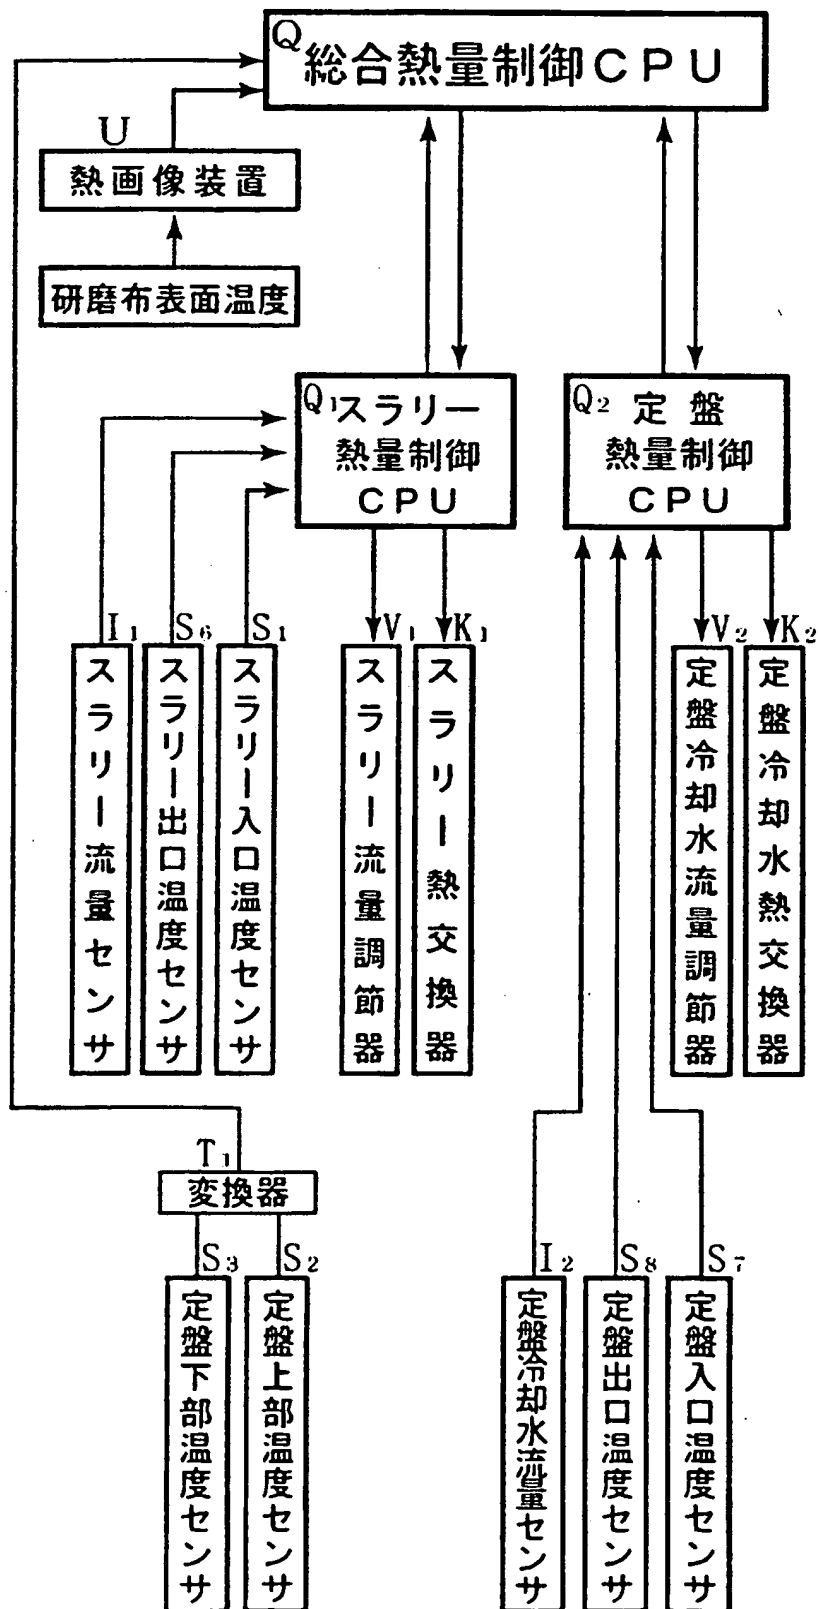 Q
総合熱量制御CPU
U
熱画像装置
研磨布表面温度
Q1 スラリー
熱量制御
CPU
Q2 定盤
熱量制御
CPU
I1
スラリー流量センサ
S6
スラリー出口温度センサ
S1
スラリー入口温度センサ
V1
スラリー流量調節器
K1
スラリー熱交換器
V2
定盤冷却水流量調節器
K2
定盤冷却水熱交換器
T1
変換器
S3
定盤下部温度センサ
S2
定盤上部温度センサ
I2
定盤冷却水流量センサ
S8
定盤出口温度センサ
S7
定盤入口温度センサ